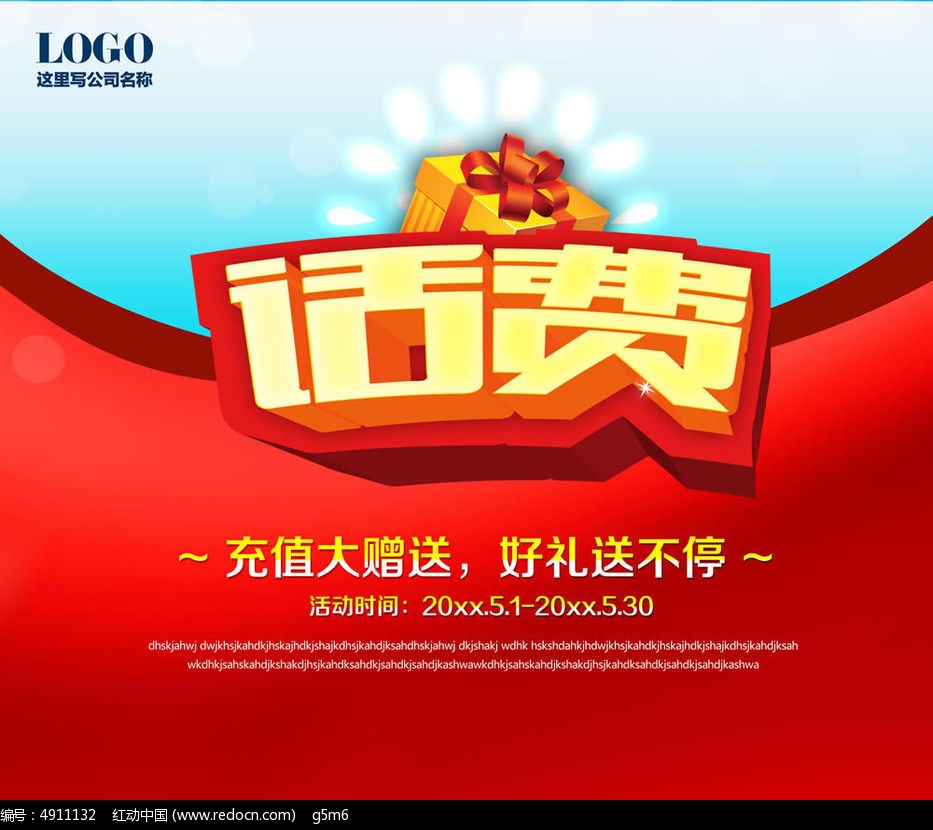 LOGO
这里写公司名称
话费
~ 充值大赠送，好礼送不停 ~
活动时间：20xx.5.1-20xx.5.30
dhskjahwj dwjkhsjkahdkjhskajhdkjshajkdhsjkahdjksahdhskjahwj dkjshakj wdhk hskshdahkjhdwjkhsjkahdkjhskajhdkjshajkdhsjkahdjksah
wkdhkjsahskahdjkshakdjhsjkahdksahdkjsahdkjsahdjkashwawkdhkjsahskahdjkshakdjhsjkahdksahdkjsahdkjsahdjkashwa
编号：4911132 红动中国 (www.redocn.com) g5m6